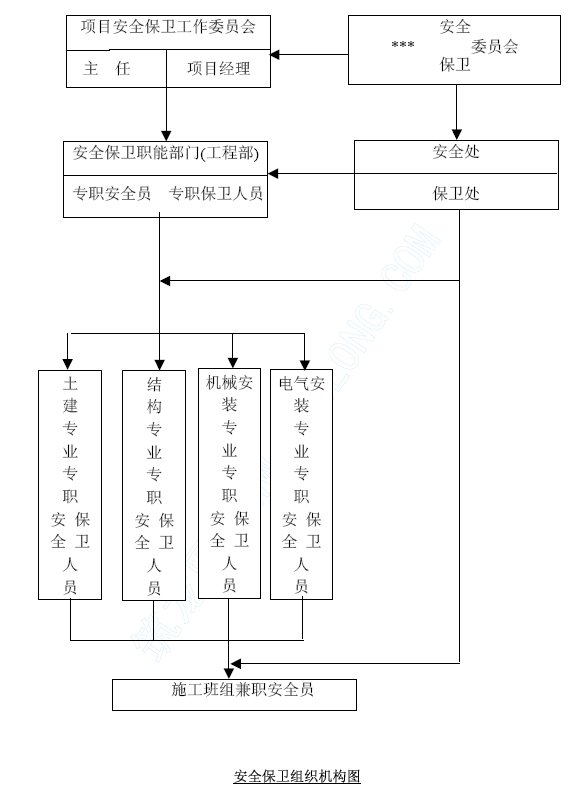 项目安全保卫工作委员会
主 任 项目经理
安全
*** 委员会
保卫
安全保卫职能部门(工程部)
专职安全员 专职保卫人员
安全处
保卫处
土建专业专职安全保卫人员
结构专业专职安全保卫人员
机械安装专业专职安全保卫人员
电气安装专业专职安全保卫人员
施工班组兼职安全员
安全保卫组织机构图